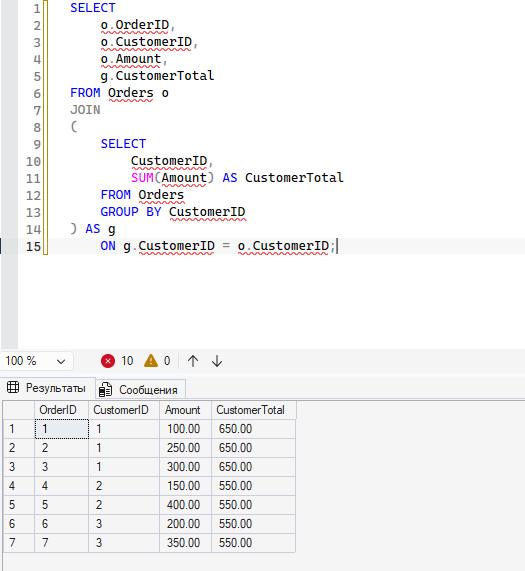 1 SELECT
2 o.OrderID,
3 o.CustomerID,
4 o.Amount,
5 g.CustomerTotal
6 FROM Orders o
7 JOIN
8 (
9 SELECT
10 CustomerID,
11 SUM(Amount) AS CustomerTotal
12 FROM Orders
13 GROUP BY CustomerID
14 ) AS g
15 ON g.CustomerID = o.CustomerID;
100 % 10 0
Результаты Сообщения
OrderID CustomerID Amount CustomerTotal
1 1 1 100.00 650.00
2 2 1 250.00 650.00
3 3 1 300.00 650.00
4 4 2 150.00 550.00
5 5 2 400.00 550.00
6 6 3 200.00 550.00
7 7 3 350.00 550.00